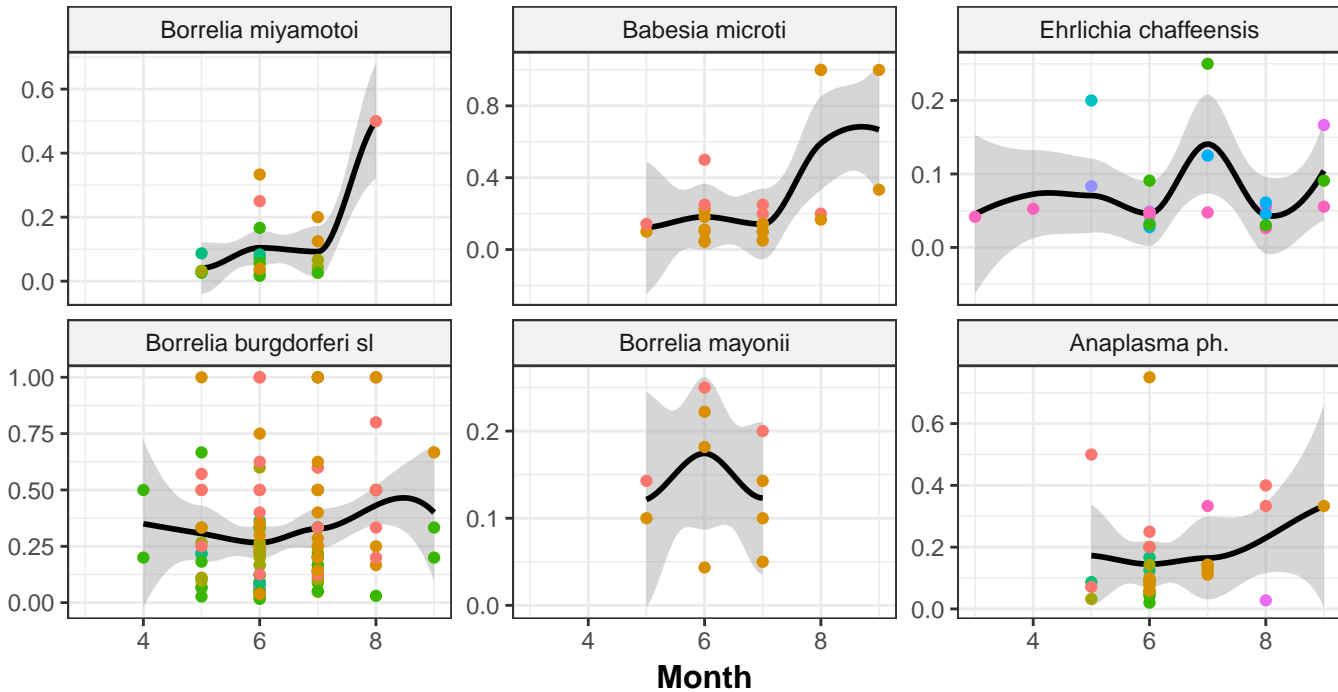 Borrelia miyamotoi Babesia microti Ehrlichia chaffeensis
0.6 0.8 0.2
0.4
0.4 0.1
0.2
0.0 0.0 0.0
Borrelia burgdorferi sl Borrelia mayonii Anaplasma ph.
1.00
0.75 0.2 0.6
0.50 0.4
0.25 0.1 0.2
0.00 0.0 0.0
4 6 8 4 6 8 4 6 8
Month